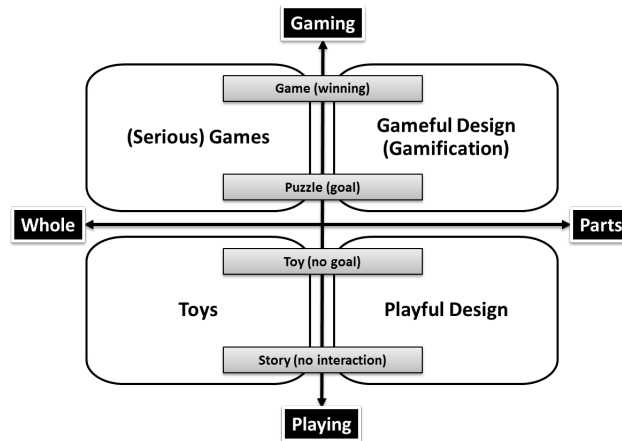 Gaming
Game (winning)
(Serious) Games
Gameful Design
(Gamification)
Puzzle (goal)
Whole
Parts
Toy (no goal)
Toys
Playful Design
Story (no interaction)
Playing